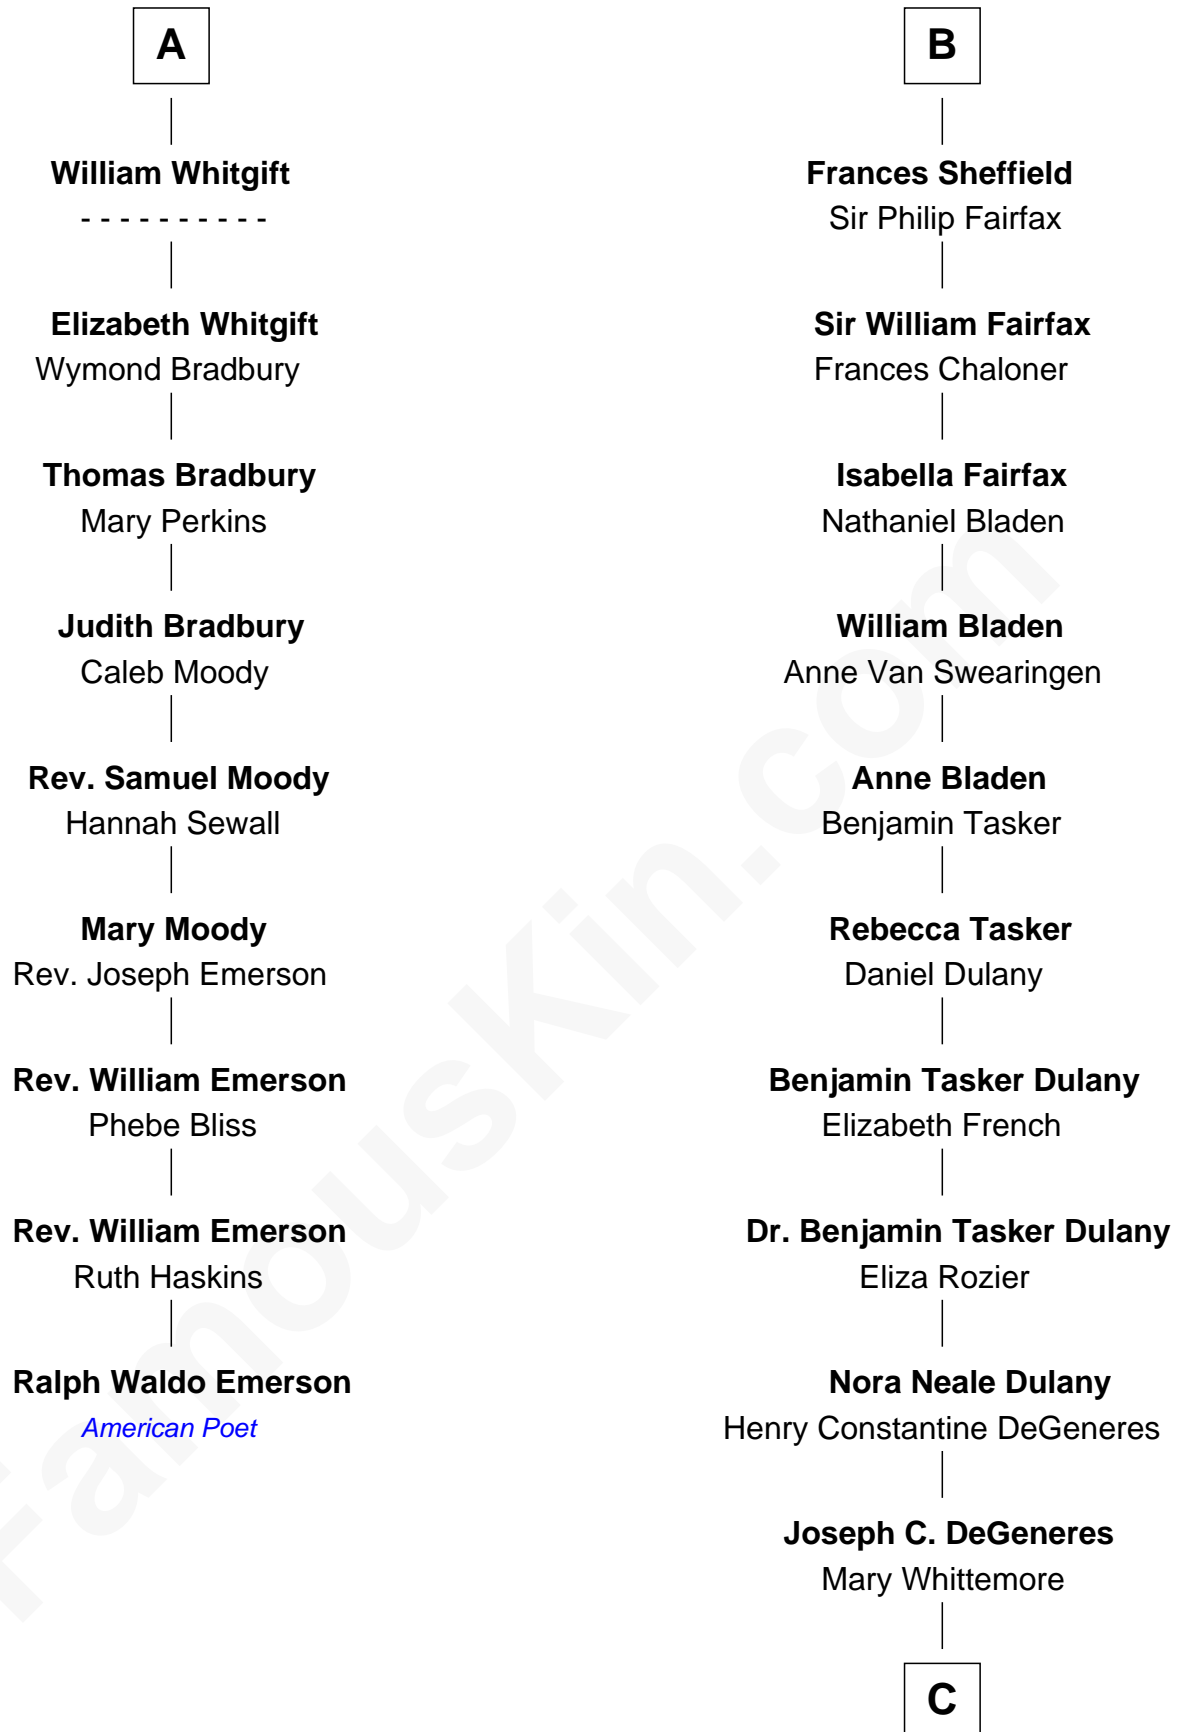 A
William Whitgift
- - - - - - - - - -
Elizabeth Whitgift
Wymond Bradbury
Thomas Bradbury
Mary Perkins
Judith Bradbury
Caleb Moody
Rev. Samuel Moody
Hannah Sewall
Mary Moody
Rev. Joseph Emerson
Rev. William Emerson
Phebe Bliss
Rev. William Emerson
Ruth Haskins
Ralph Waldo Emerson
American Poet
B
Frances Sheffield
Sir Philip Fairfax
Sir William Fairfax
Frances Chaloner
Isabella Fairfax
Nathaniel Bladen
William Bladen
Anne Van Swearingen
Anne Bladen
Benjamin Tasker
Rebecca Tasker
Daniel Dulany
Benjamin Tasker Dulany
Elizabeth French
Dr. Benjamin Tasker Dulany
Eliza Rozier
Nora Neale Dulany
Henry Constantine DeGeneres
Joseph C. DeGeneres
Mary Whittemore
C
FamousKin.com